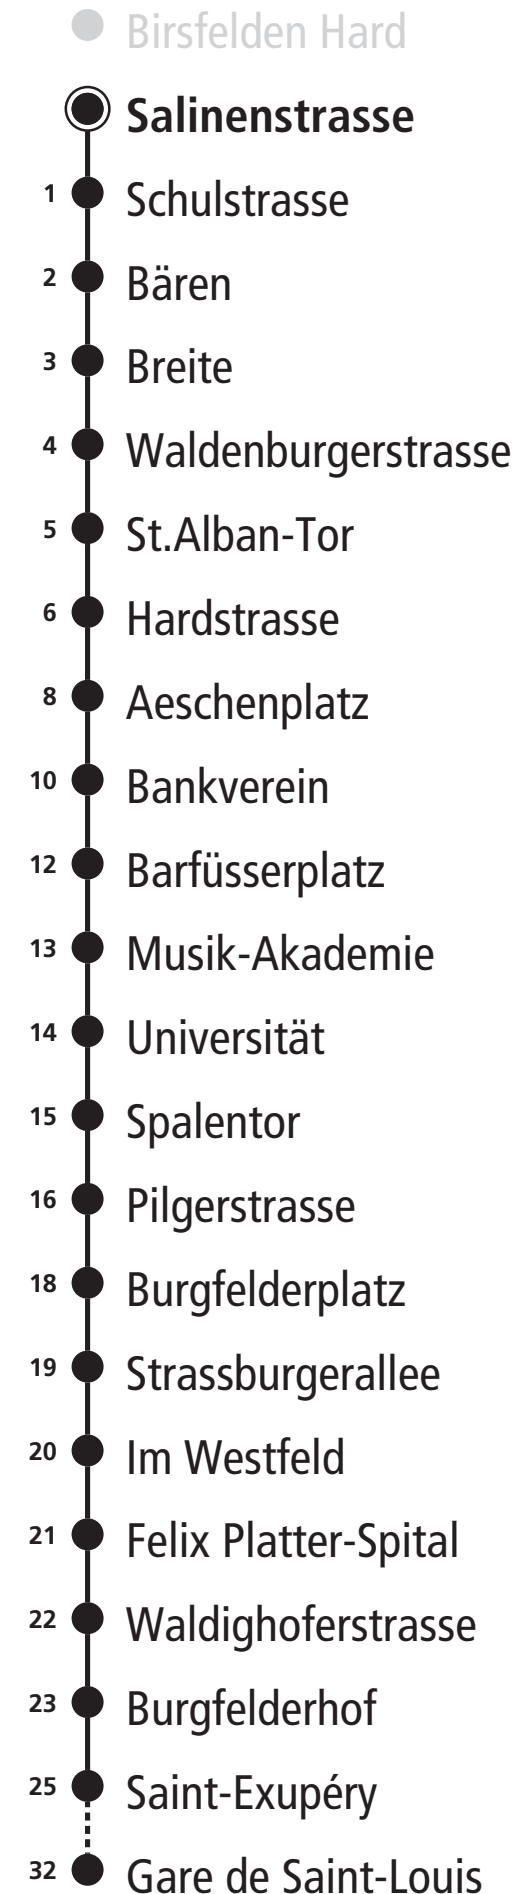 Birsfelden Hard
Salinenstrasse
1 Schulstrasse
2 Bären
3 Breite
4 Waldenburgerstrasse
5 St.Alban-Tor
6 Hardstrasse
8 Aeschenplatz
10 Bankverein
12 Barfüsserplatz
13 Musik-Akademie
14 Universität
15 Spalentor
16 Pilgerstrasse
18 Burgfelderplatz
19 Strassburgerallee
20 Im Westfeld
21 Felix Platter-Spital
22 Waldighoferstrasse
23 Burgfelderhof
25 Saint-Exupéry
32 Gare de Saint-Louis